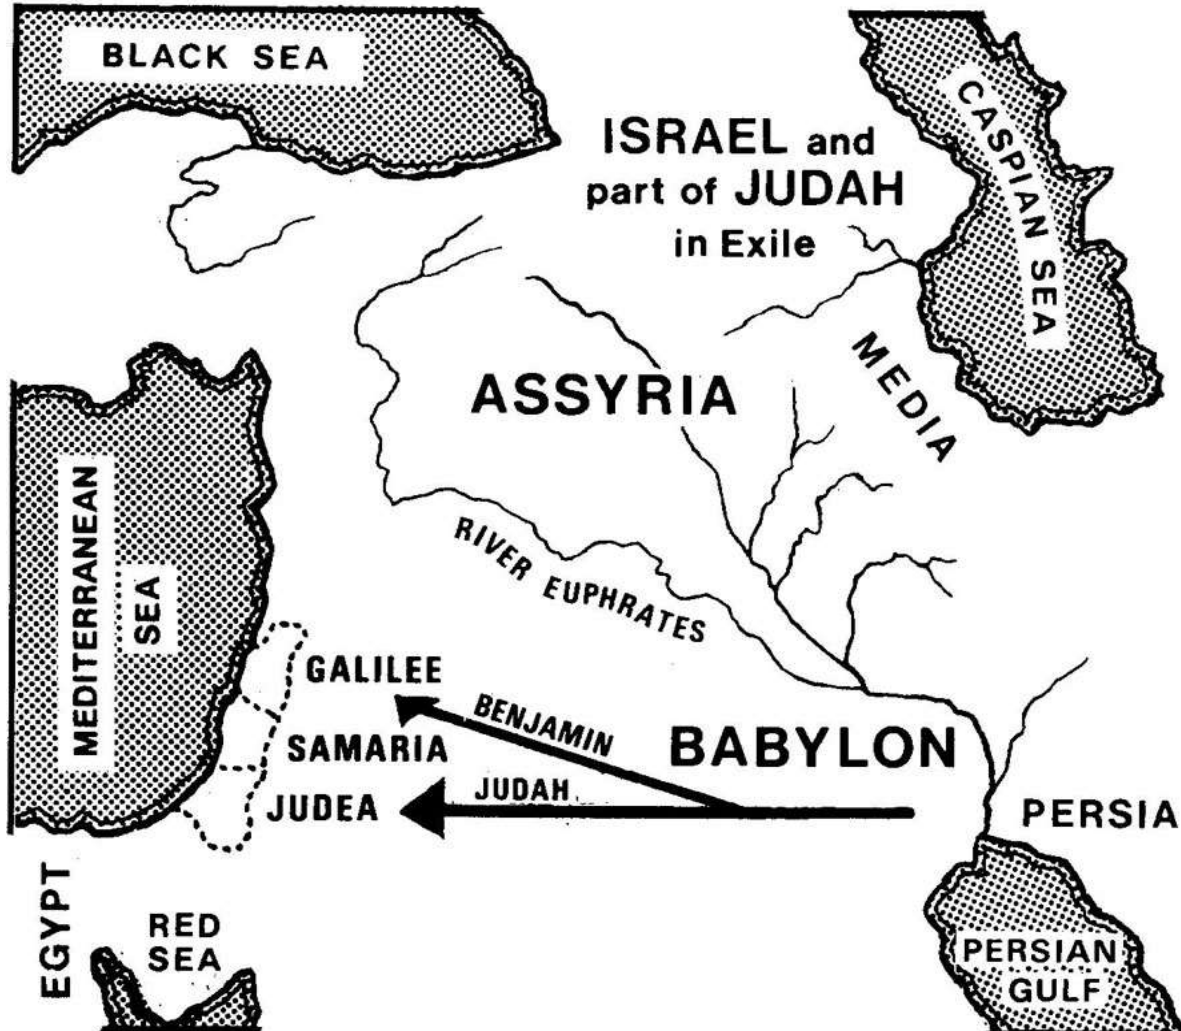 BLACK SEA
CASPIAN SEA
ISRAEL and
part of JUDAH
in Exile
MEDIA
ASSYRIA
MEDITERRANEAN
SEA
RIVER EUPHRATES
GALILEE
BENJAMIN
SAMARIA
BABYLON
JUDAH
JUDEA
PERSIA
EGYPT
RED
SEA
PERSIAN
GULF